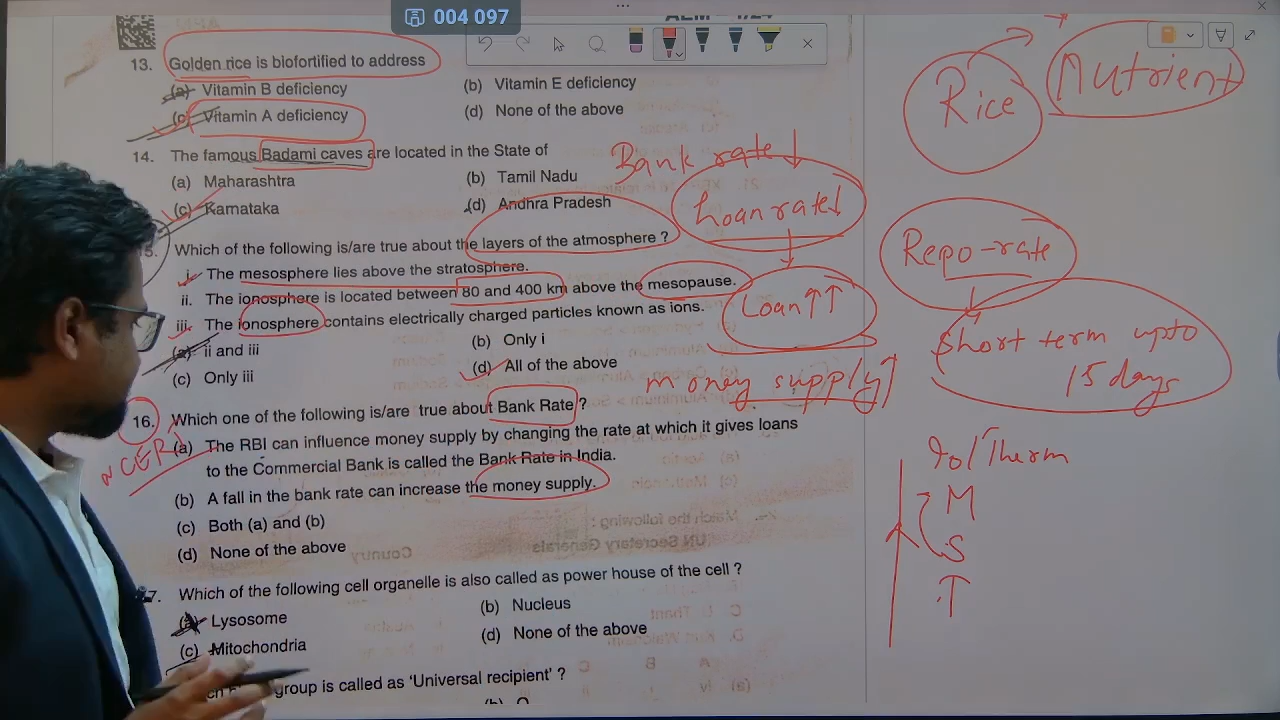 004 097
13. Golden rice is biofortified to address
(a) Vitamin B deficiency
(b) Vitamin E deficiency
(c) Vitamin A deficiency
(d) None of the above
14. The famous Badami caves are located in the State of
(a) Maharashtra
(b) Tamil Nadu
(c) Karnataka
(d) Andhra Pradesh
Which of the following is/are true about the layers of the atmosphere ?
i. The mesosphere lies above the stratosphere.
ii. The ionosphere is located between 80 and 400 km above the mesopause.
iii. The ionosphere contains electrically charged particles known as ions.
(a) ii and iii
(b) Only i
(c) Only iii
(d) All of the above
16. Which one of the following is/are true about Bank Rate ?
(a) The RBI can influence money supply by changing the rate at which it gives loans
to the Commercial Bank is called the Bank Rate in India.
(b) A fall in the bank rate can increase the money supply.
(c) Both (a) and (b)
(d) None of the above
7. Which of the following cell organelle is also called as power house of the cell ?
(a) Lysosome
(b) Nucleus
(c) Mitochondria
(d) None of the above
group is called as 'Universal recipient' ?
NCERT
Bank rate ↓
Loan rate↓
Loan↑↑
money supply↑
Rice
Nutrient
Repo-rate
Short term upto
15 days
Io/Therm
M
S
T